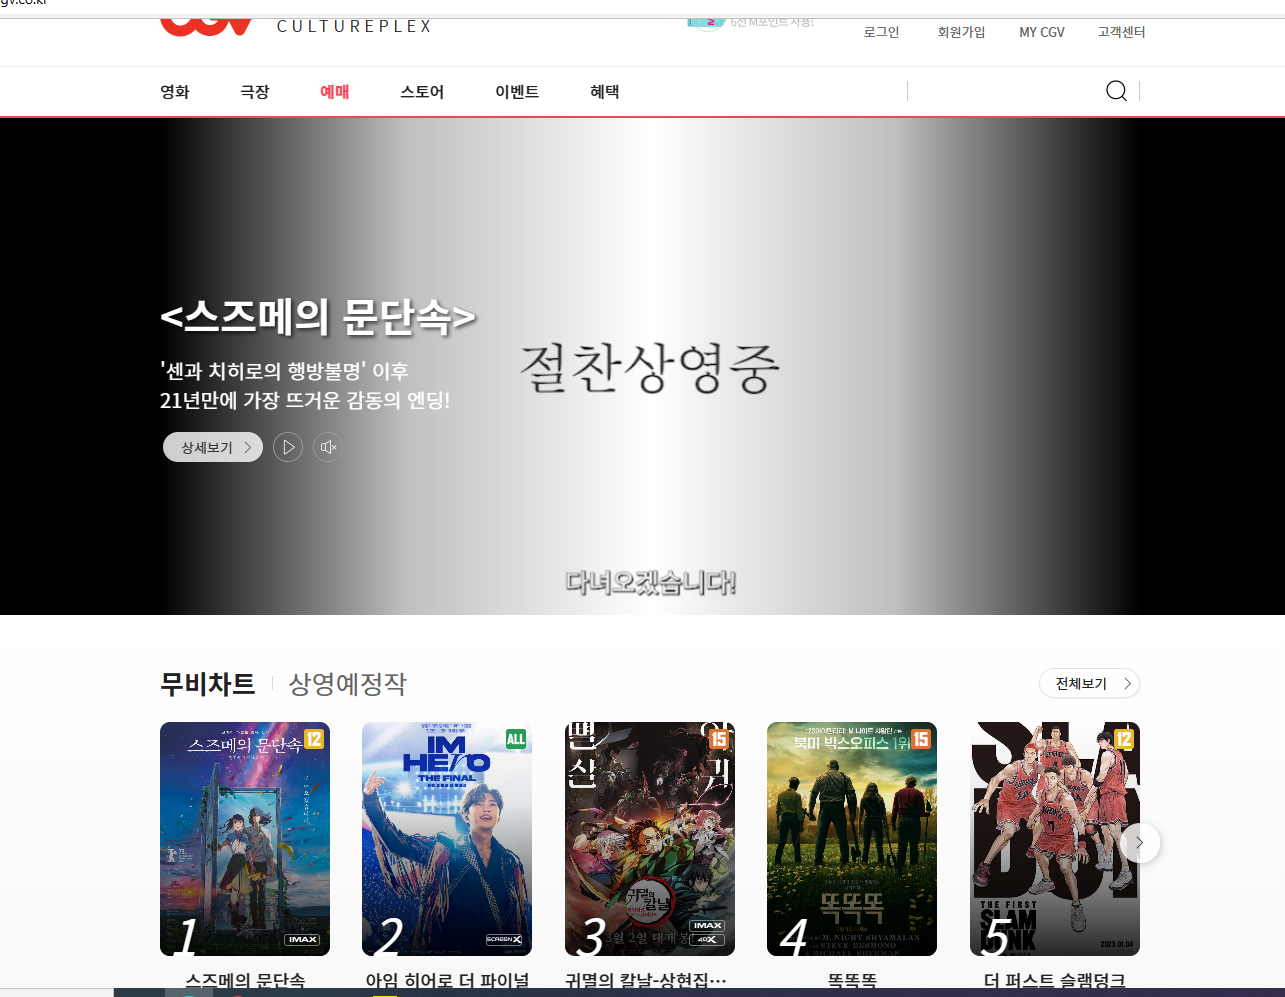 gv.co.kr
CGV
CULTUREPLEX
6천 M포인트 사용!
로그인 회원가입 MY CGV 고객센터
영화 극장 예매 스토어 이벤트 혜택
<스즈메의 문단속>
'센과 치히로의 행방불명' 이후
21년만에 가장 뜨거운 감동의 엔딩!
상세보기
절찬상영중
다녀오겠습니다!
무비차트 상영예정작
전체보기
스즈메의 문단속
12
1
IMAX
스즈메의 문단속
ALL
IM
HERO
THE FINAL
2
SCREENX
아임 히어로 더 파이널
15
귀멸의
칼날
3월 2일 대개봉
3
IMAX
4DX
귀멸의 칼날-상현집…
북미 박스오피스 1위
15
똑똑똑
M. NIGHT SHYAMALAN
STEVE DESMOND
MICHAEL SHERMAN
4
똑똑똑
12
THE FIRST
SLAM
DUNK
2023.01.04
5
더 퍼스트 슬램덩크